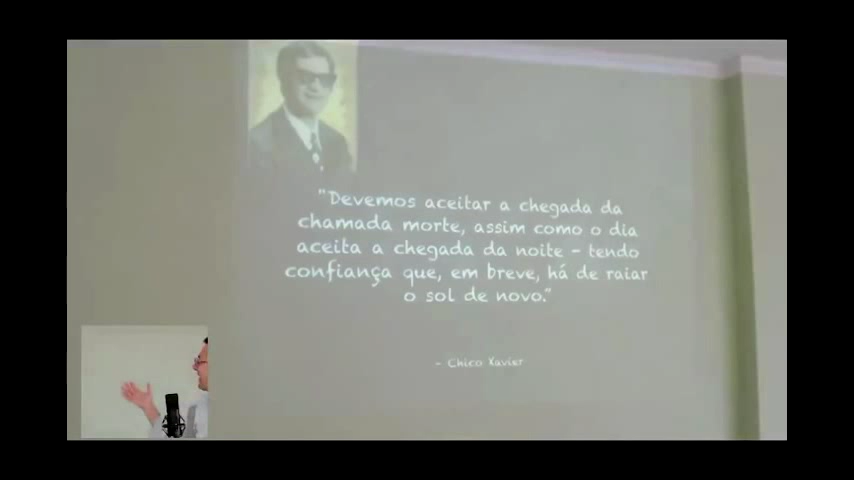 "Devemos aceitar a chegada da
chamada morte, assim como o dia
aceita a chegada da noite - tendo
confiança que, em breve, há de raiar
o sol de novo."
- Chico Xavier